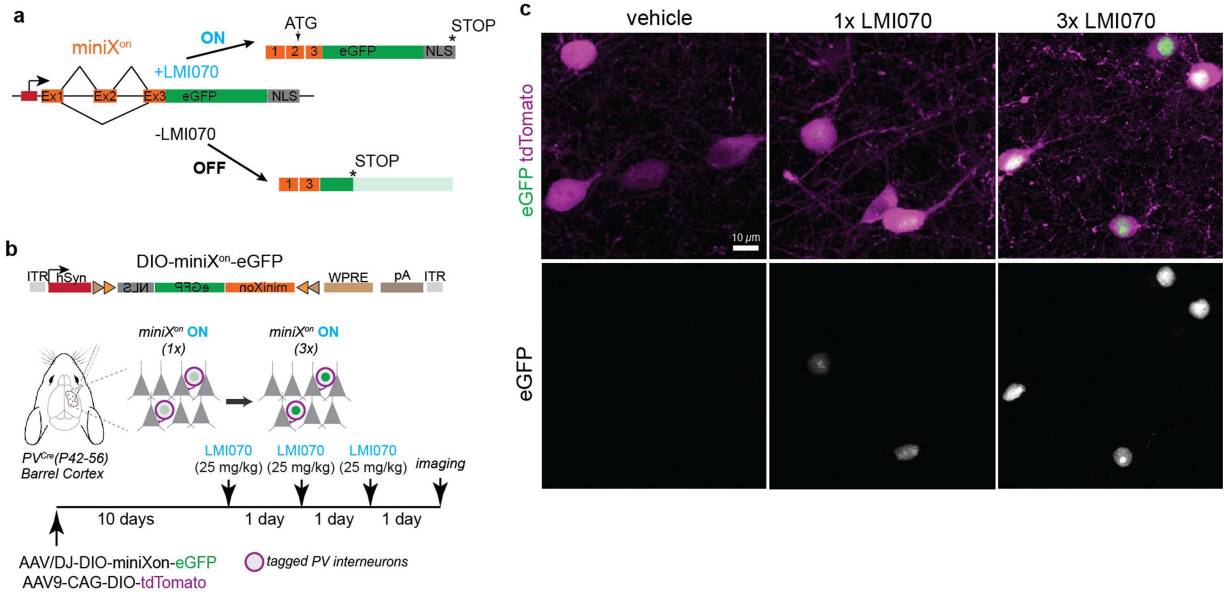 a
miniXon
ON
+LMI070
ATG
STOP
*
1 2 3 eGFP NLS
Ex1 Ex2 Ex3 eGFP NLS
-LMI070
OFF
STOP
*
1 3
b
DIO-miniXon-eGFP
ITR hSyn NLS eGFP miniXon WPRE pA ITR
miniXon ON
(1x)
miniXon ON
(3x)
PVCre(P42-56)
Barrel Cortex
LMI070
(25 mg/kg)
LMI070
(25 mg/kg)
LMI070
(25 mg/kg)
imaging
10 days 1 day 1 day 1 day
AAV/DJ-DIO-miniXon-eGFP
AAV9-CAG-DIO-tdTomato
tagged PV interneurons
c
vehicle 1x LMI070 3x LMI070
eGFP tdTomato
10 µm
eGFP